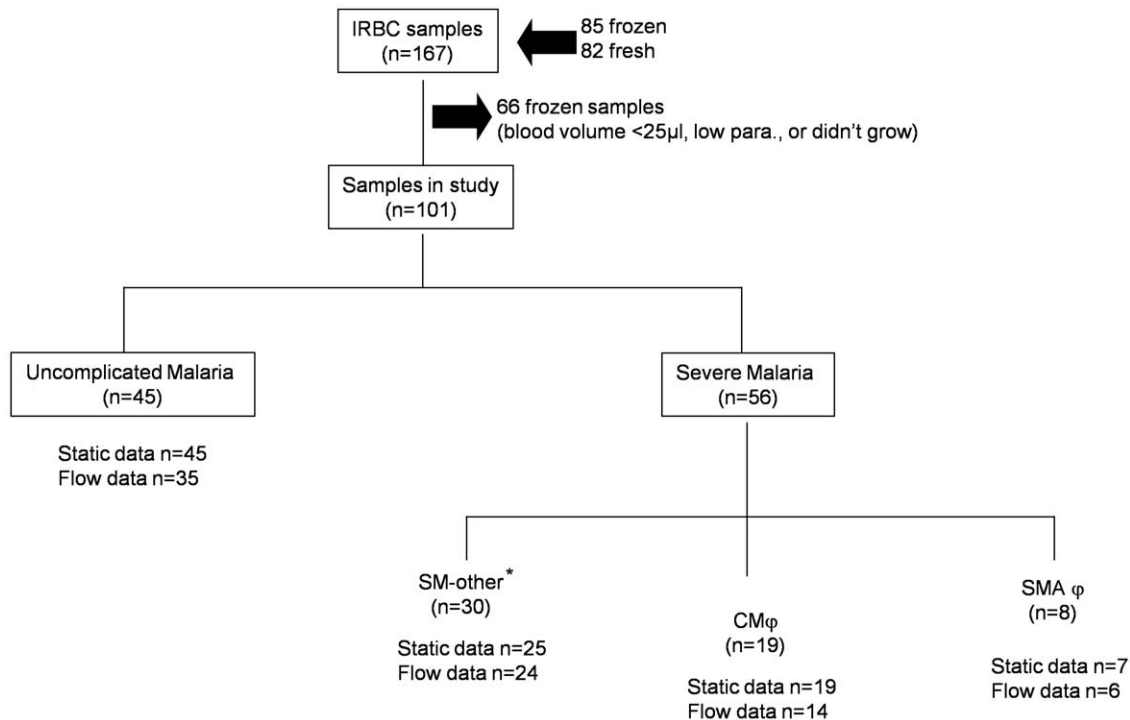 IRBC samples
(n=167)
85 frozen
82 fresh
66 frozen samples
(blood volume <25µl, low para., or didn't grow)
Samples in study
(n=101)
Uncomplicated Malaria
(n=45)
Static data n=45
Flow data n=35
Severe Malaria
(n=56)
SM-other*
(n=30)
Static data n=25
Flow data n=24
CMφ
(n=19)
Static data n=19
Flow data n=14
SMA φ
(n=8)
Static data n=7
Flow data n=6